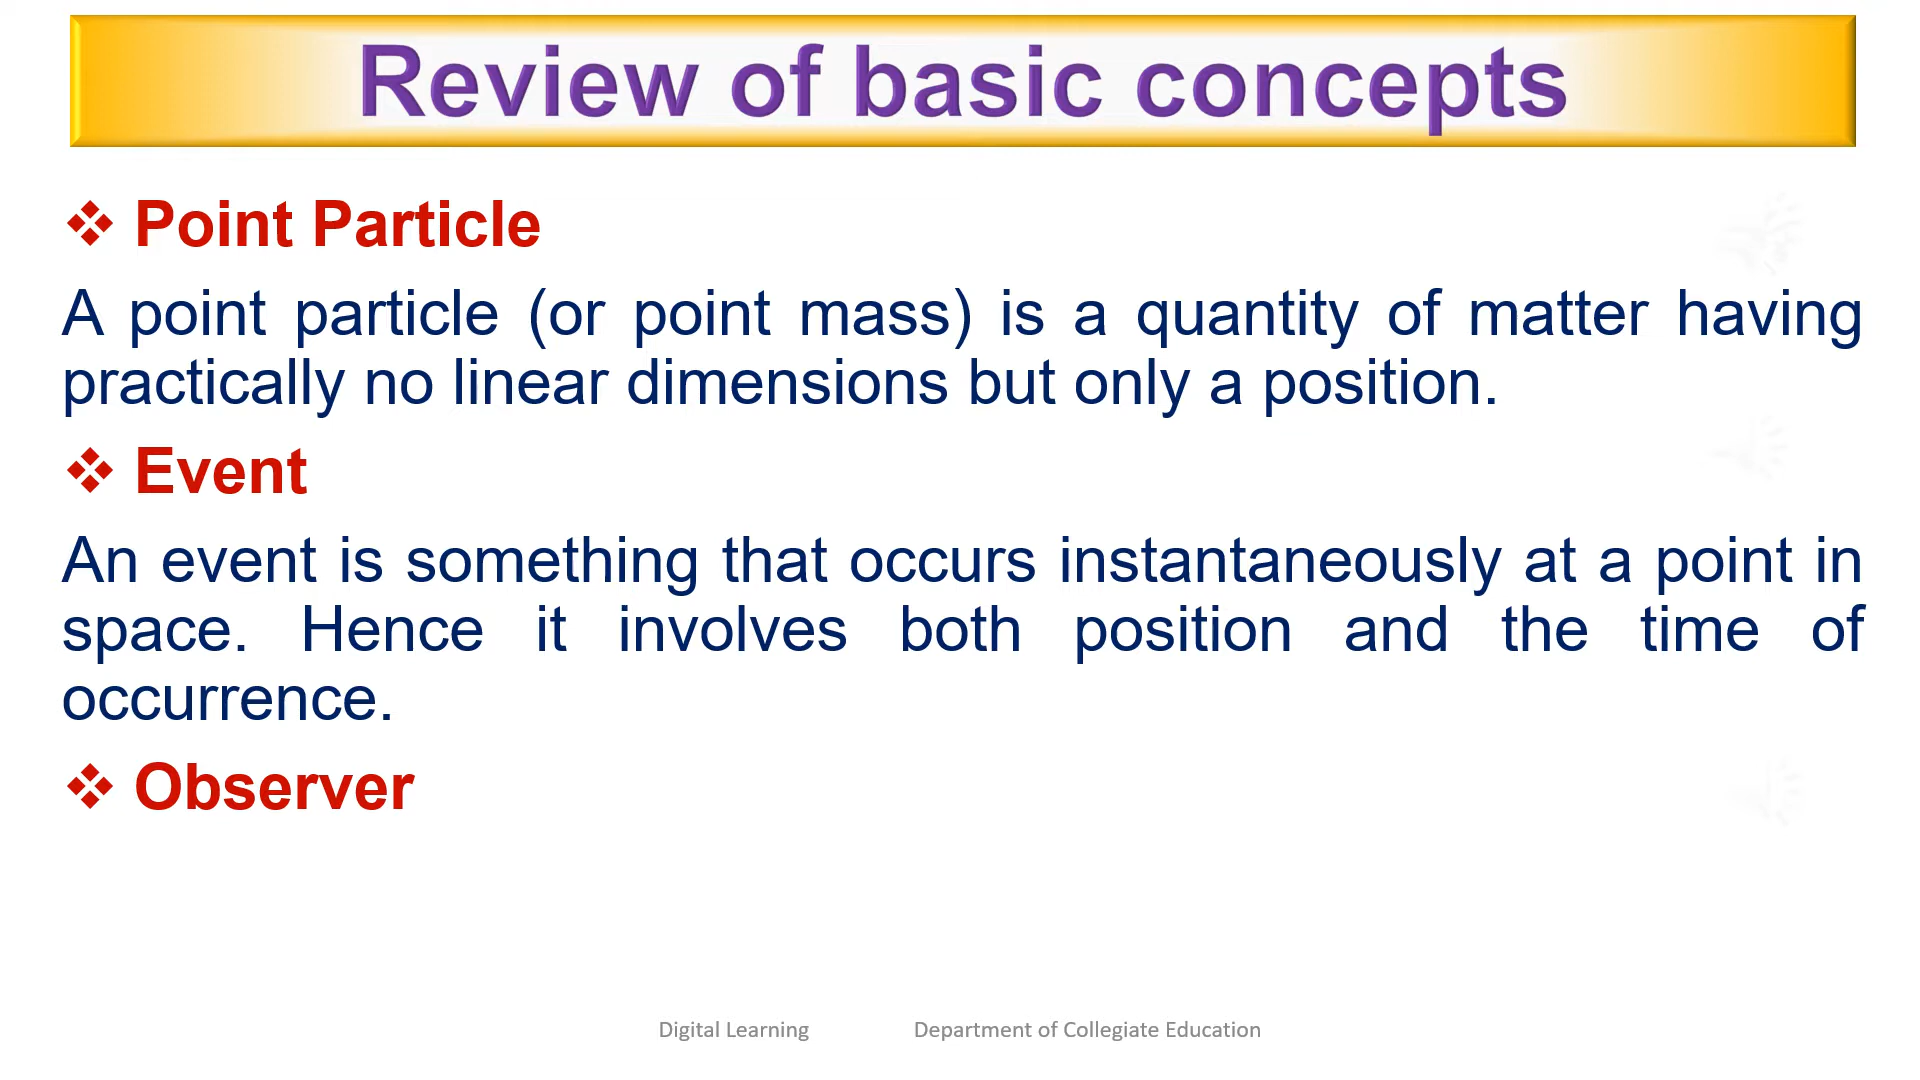 Review of basic concepts
❖ Point Particle
A point particle (or point mass) is a quantity of matter having
practically no linear dimensions but only a position.
❖ Event
An event is something that occurs instantaneously at a point in
space. Hence it involves both position and the time of
occurrence.
❖ Observer
Digital Learning Department of Collegiate Education